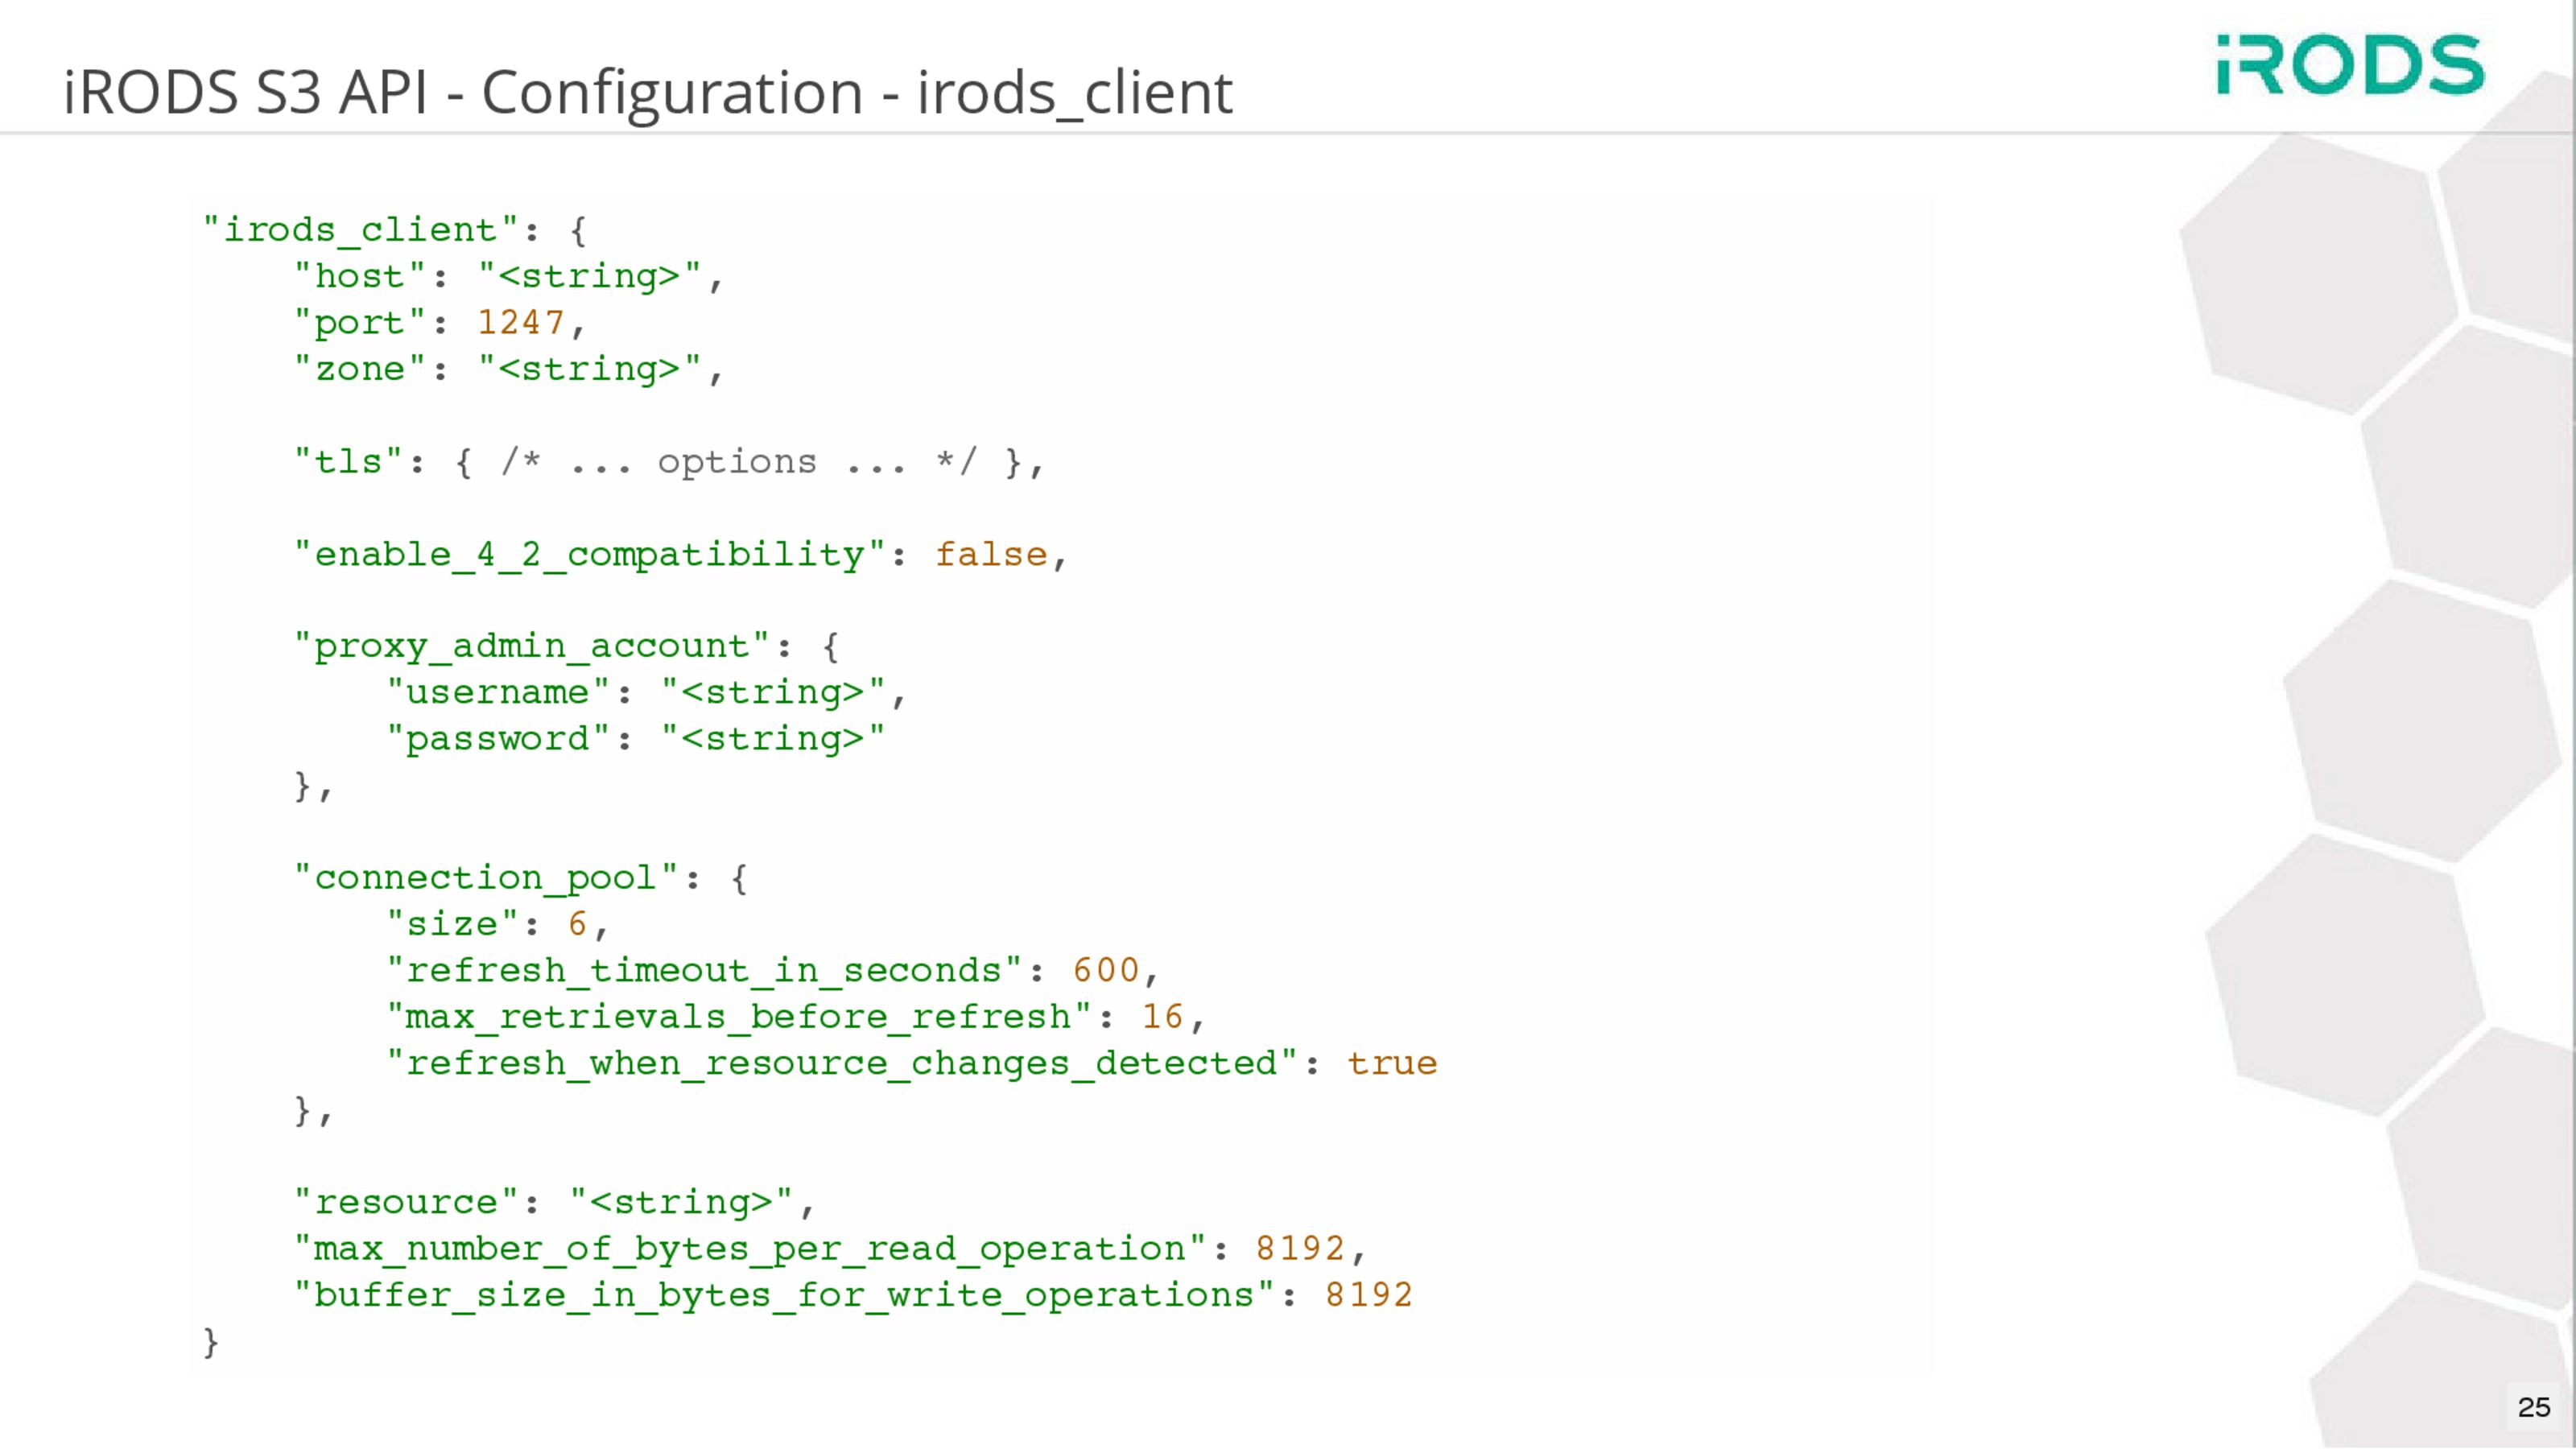 iRODS S3 API - Configuration - irods_client
iRODS
"irods_client": {
    "host": "<string>",
    "port": 1247,
    "zone": "<string>",
    "tls": { /* ... options ... */ },
    "enable_4_2_compatibility": false,
    "proxy_admin_account": {
        "username": "<string>",
        "password": "<string>"
    },
    "connection_pool": {
        "size": 6,
        "refresh_timeout_in_seconds": 600,
        "max_retrievals_before_refresh": 16,
        "refresh_when_resource_changes_detected": true
    },
    "resource": "<string>",
    "max_number_of_bytes_per_read_operation": 8192,
    "buffer_size_in_bytes_for_write_operations": 8192
}
25